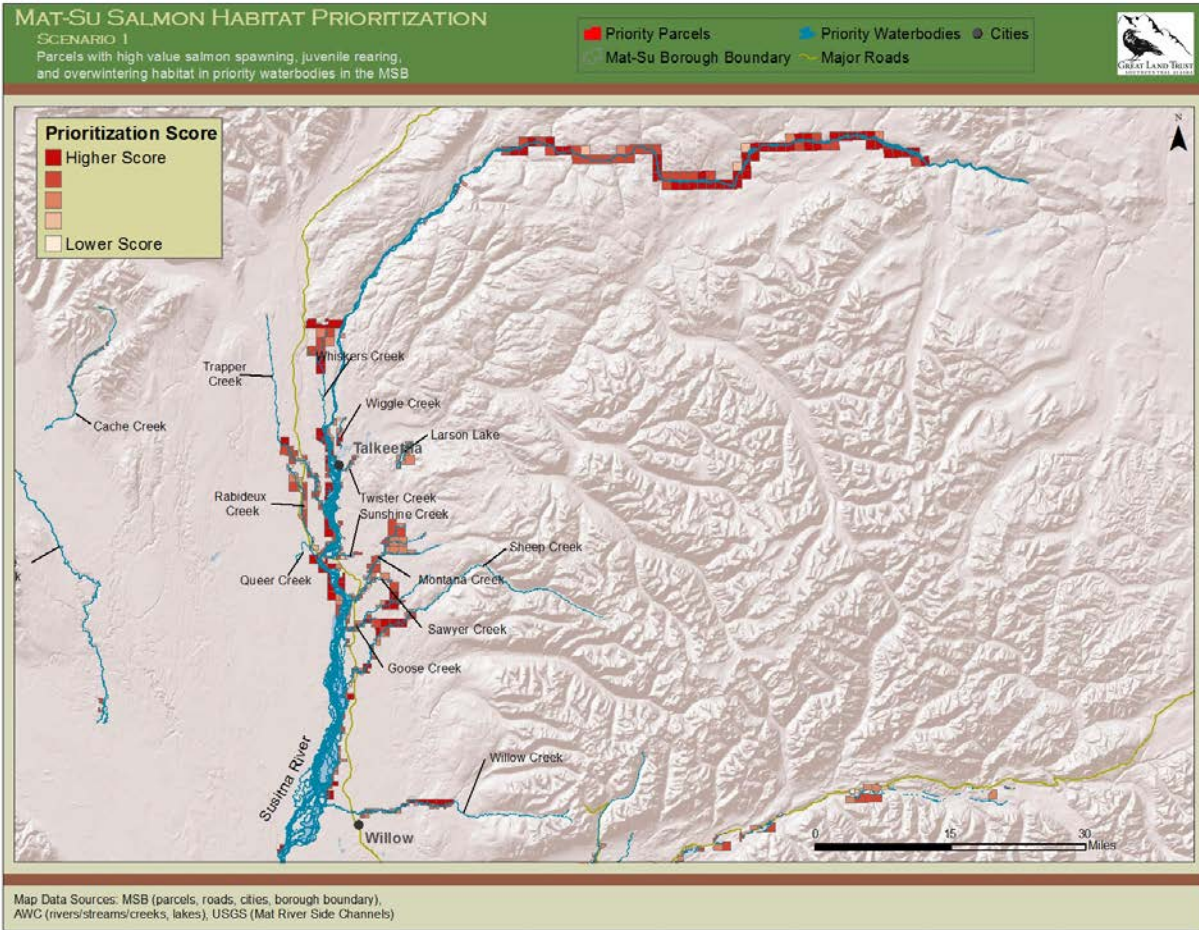 MAT-SU SALMON HABITAT PRIORITIZATION
SCENARIO 1
Parcels with high value salmon spawning, juvenile rearing,
and overwintering habitat in priority waterbodies in the MSB
Priority Parcels
Priority Waterbodies
Cities
Mat-Su Borough Boundary
Major Roads
GREAT LAND TRUST
SOUTHCENTRAL ALASKA
Prioritization Score
Higher Score
Lower Score
N
Whiskers Creek
Trapper
Creek
Wiggle Creek
Cache Creek
Larson Lake
Talkeetna
Rabideux
Creek
Twister Creek
Sunshine Creek
Sheep Creek
k
Queer Creek
Montana Creek
Sawyer Creek
Goose Creek
Susitna River
Willow Creek
Willow
0 15 30
Miles
Map Data Sources: MSB (parcels, roads, cities, borough boundary),
AWC (rivers/streams/creeks, lakes), USGS (Mat River Side Channels)